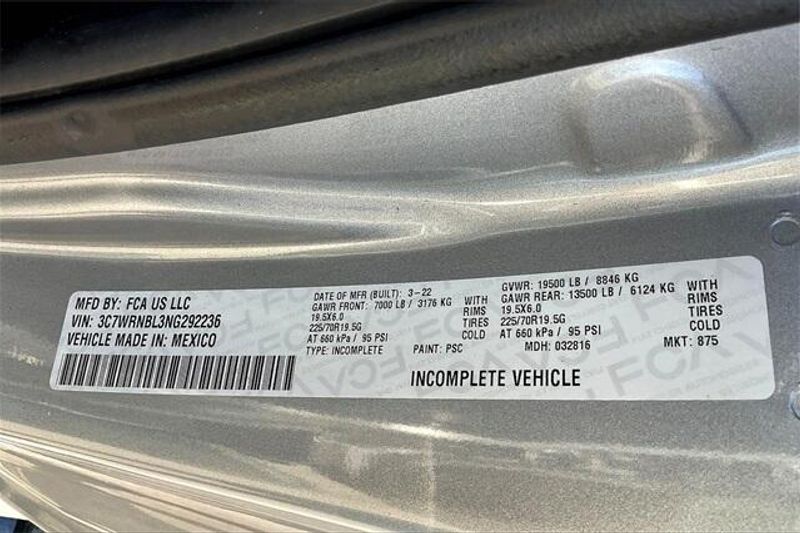 MFD BY: FCA US LLC
VIN: 3C7WRNBL3NG292236
VEHICLE MADE IN: MEXICO
DATE OF MFR (BUILT): 3-22
GAWR FRONT: 7000 LB / 3176 KG WITH
19.5X6.0 RIMS
225/70R19.5G TIRES
AT 660 kPa / 95 PSI COLD
TYPE: INCOMPLETE PAINT: PSC
GVWR: 19500 LB / 8846 KG
GAWR REAR: 13500 LB / 6124 KG WITH
19.5X6.0 RIMS
225/70R19.5G TIRES
AT 660 kPa / 95 PSI COLD
MDH: 032816 MKT: 875
INCOMPLETE VEHICLE